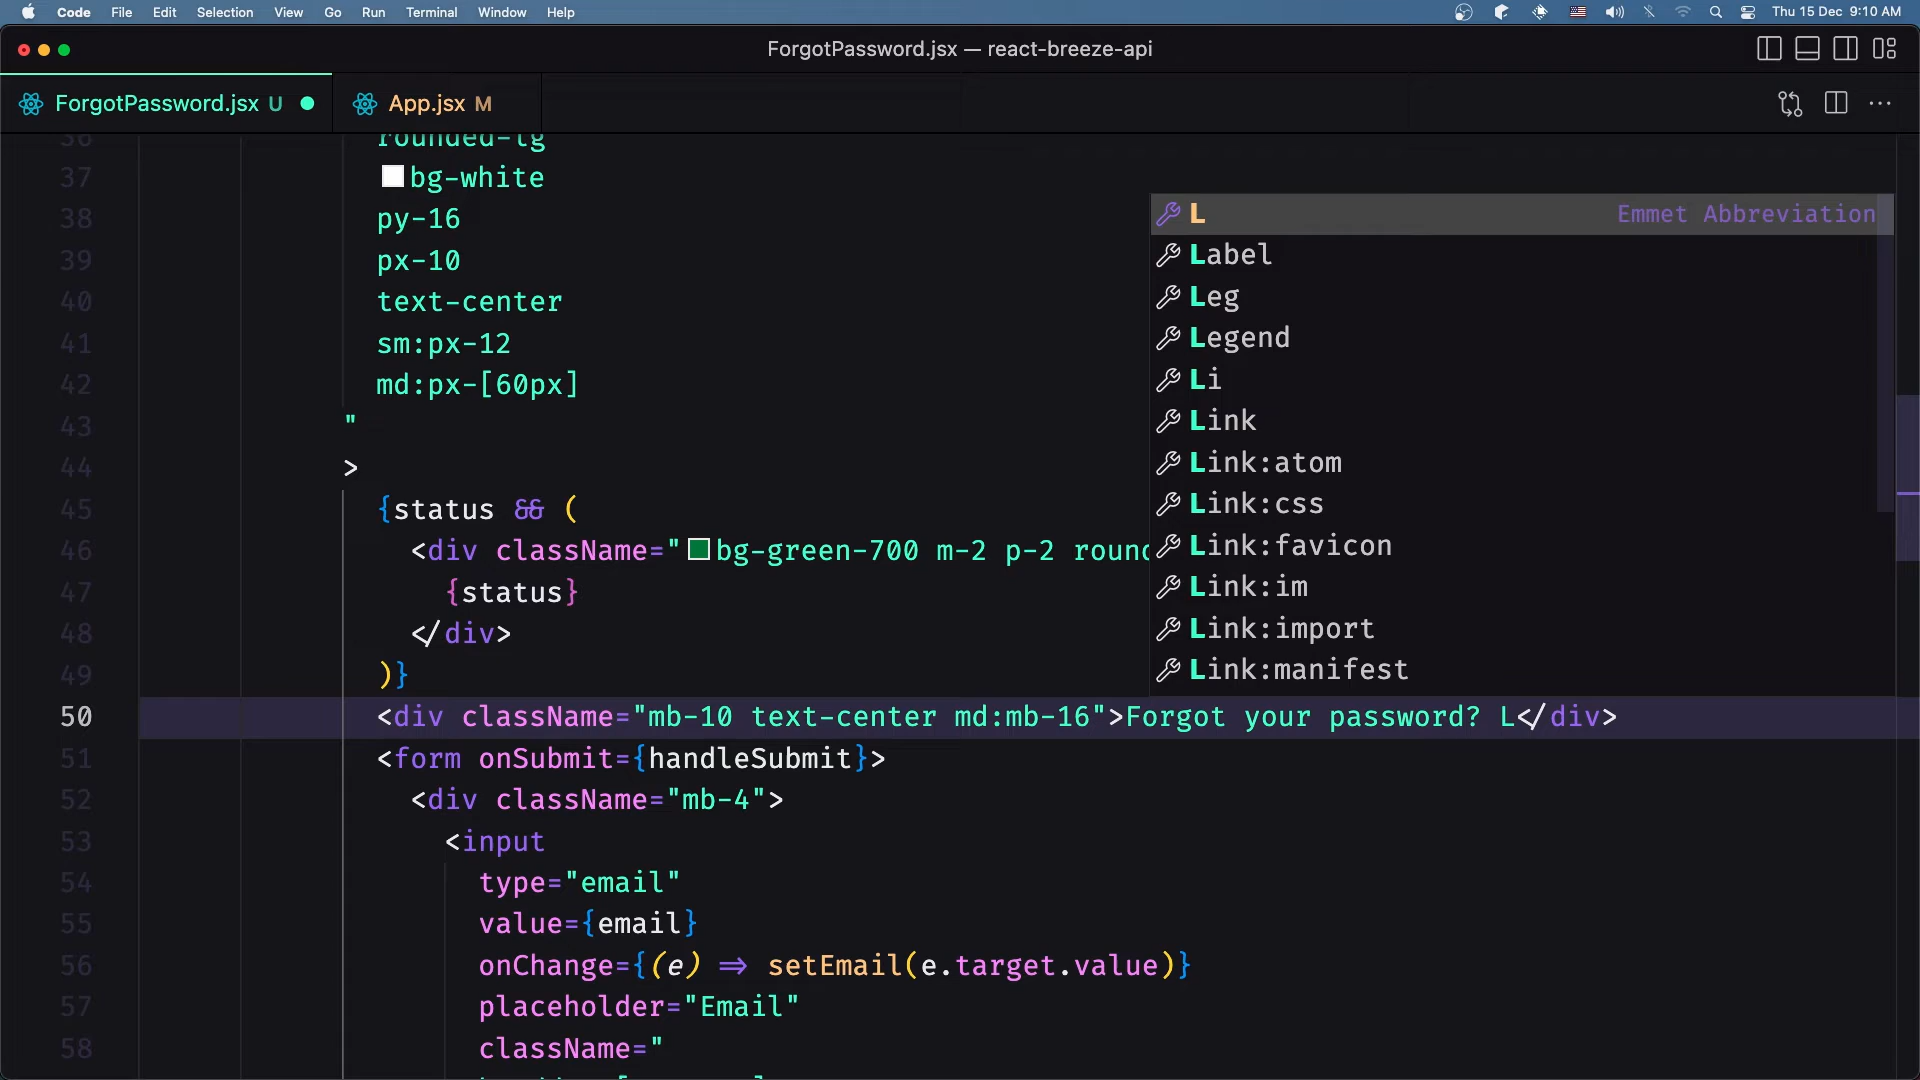 Code File Edit Selection View Go Run Terminal Window Help Thu 15 Dec 9:10 AM
ForgotPassword.jsx — react-breeze-api
ForgotPassword.jsx U App.jsx M
36 rounded-lg
37 bg-white
38 py-16
39 px-10
40 text-center
41 sm:px-12
42 md:px-[60px]
43 "
44 >
45 {status && (
46 <div className="bg-green-700 m-2 p-2 round
47 {status}
48 </div>
49 )}
50 <div className="mb-10 text-center md:mb-16">Forgot your password? L</div>
51 <form onSubmit={handleSubmit}>
52 <div className="mb-4">
53 <input
54 type="email"
55 value={email}
56 onChange={(e) => setEmail(e.target.value)}
57 placeholder="Email"
58 className="
L Emmet Abbreviation
Label
Leg
Legend
Li
Link
Link:atom
Link:css
Link:favicon
Link:im
Link:import
Link:manifest